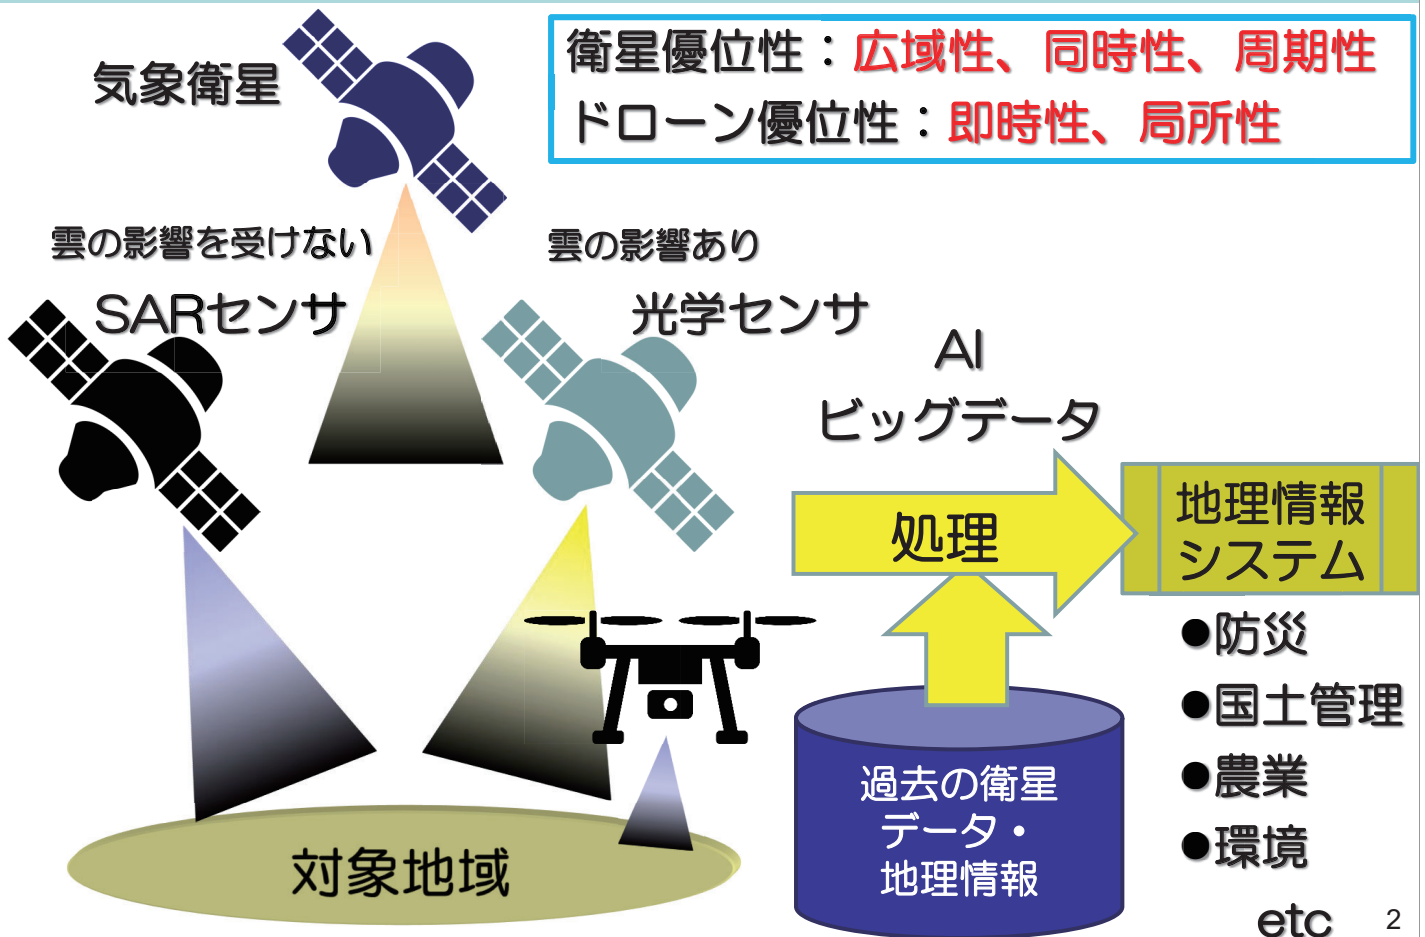 衛星優位性：広域性、同時性、周期性
ドローン優位性：即時性、局所性
気象衛星
雲の影響を受けない
SARセンサ
雲の影響あり
光学センサ
AI
ビッグデータ
処理
地理情報
システム
●防災
●国土管理
●農業
●環境
etc
過去の衛星
データ・
地理情報
対象地域
2